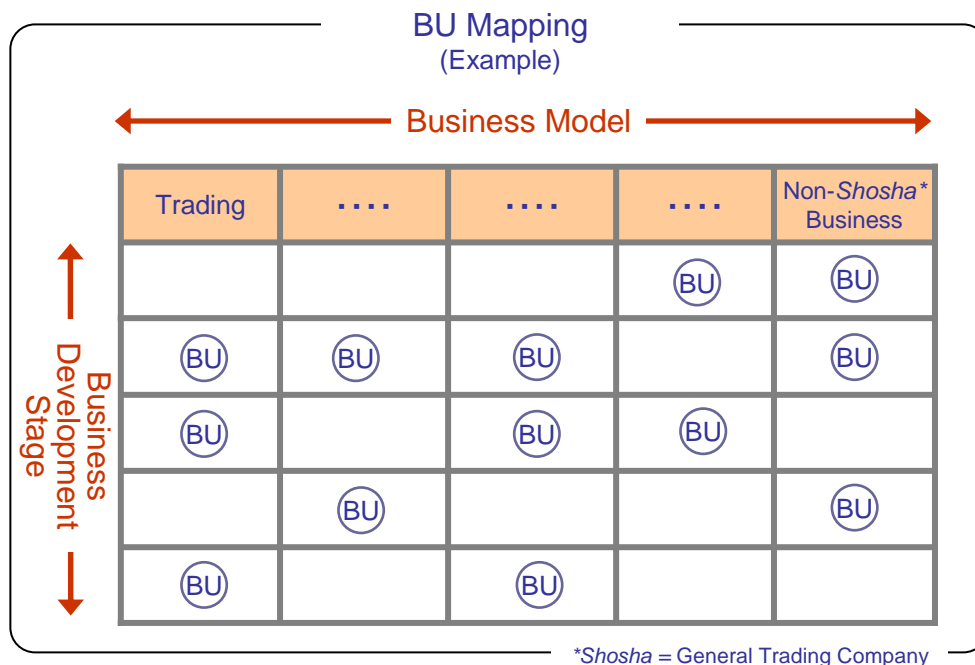 BU Mapping
(Example)
Business Model
Trading
....
....
....
Non-Shosha*
Business
BU
BU
BU
BU
BU
BU
BU
BU
BU
BU
BU
BU
BU
Business
Development
Stage
*Shosha = General Trading Company